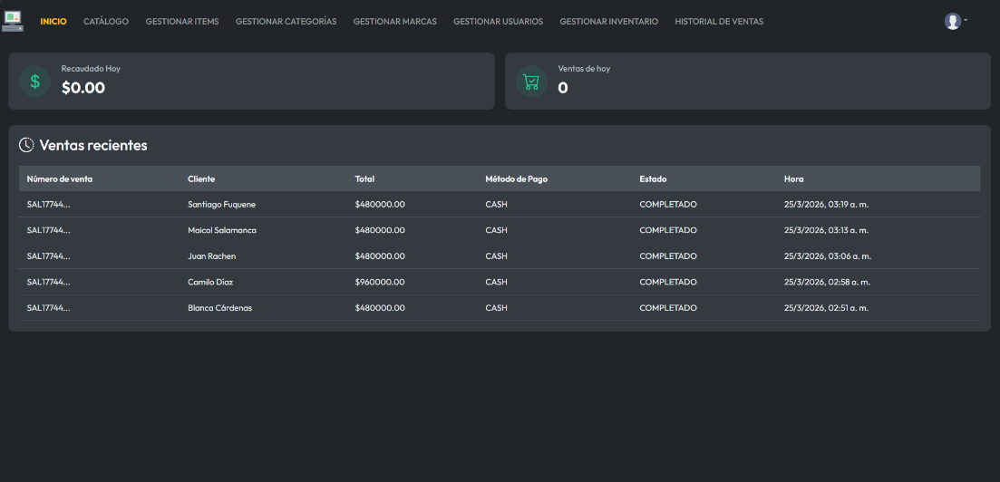 INICIO CATÁLOGO GESTIONAR ITEMS GESTIONAR CATEGORÍAS GESTIONAR MARCAS GESTIONAR USUARIOS GESTIONAR INVENTARIO HISTORIAL DE VENTAS
Recaudado Hoy
$0.00
Ventas de hoy
0
Ventas recientes
Número de venta Cliente Total Método de Pago Estado Hora
SAL17744... Santiago Fuquene $480000.00 CASH COMPLETADO 25/3/2026, 03:19 a. m.
SAL17744... Maicol Salamanca $480000.00 CASH COMPLETADO 25/3/2026, 03:13 a. m.
SAL17744... Juan Rachen $480000.00 CASH COMPLETADO 25/3/2026, 03:06 a. m.
SAL17744... Camilo Díaz $960000.00 CASH COMPLETADO 25/3/2026, 02:58 a. m.
SAL17744... Blanca Cárdenas $480000.00 CASH COMPLETADO 25/3/2026, 02:51 a. m.